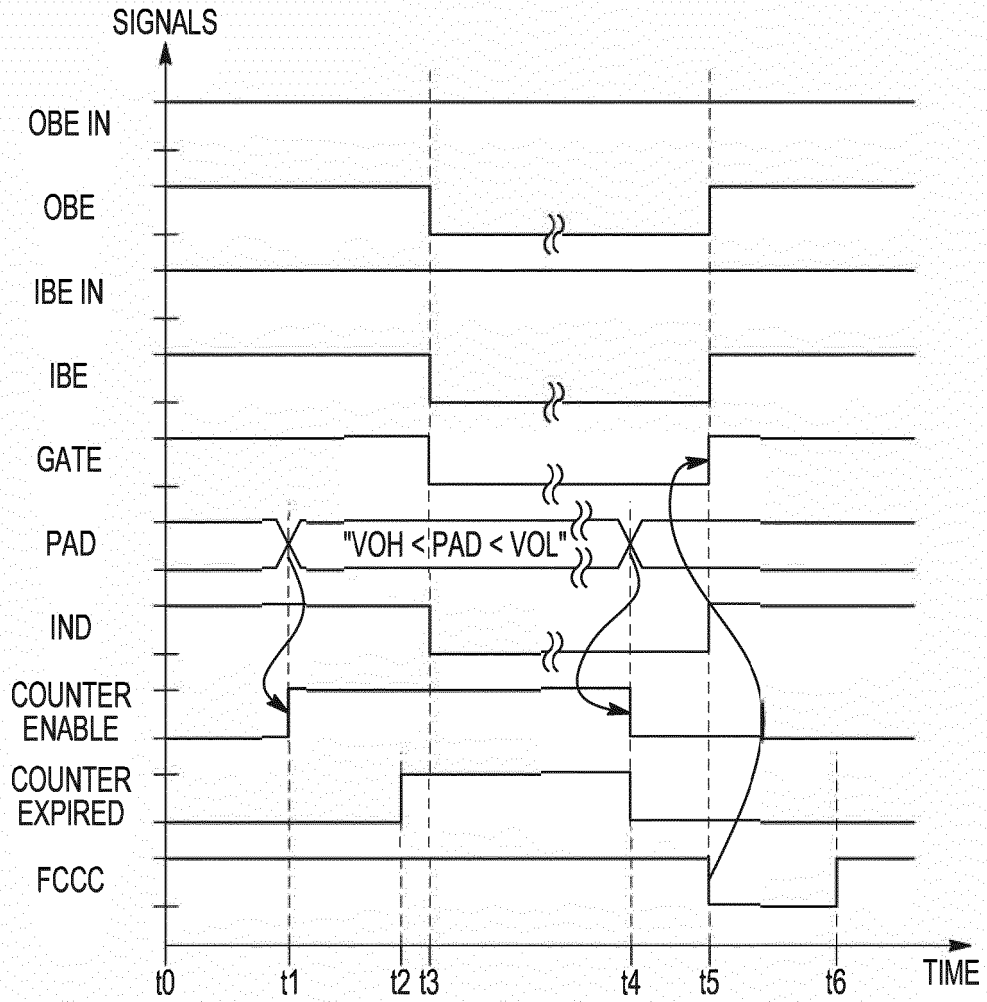 SIGNALS
OBE IN
OBE
IBE IN
IBE
GATE
PAD
"VOH < PAD < VOL"
IND
COUNTER
ENABLE
COUNTER
EXPIRED
FCCC
t0 t1 t2 t3 t4 t5 t6 TIME